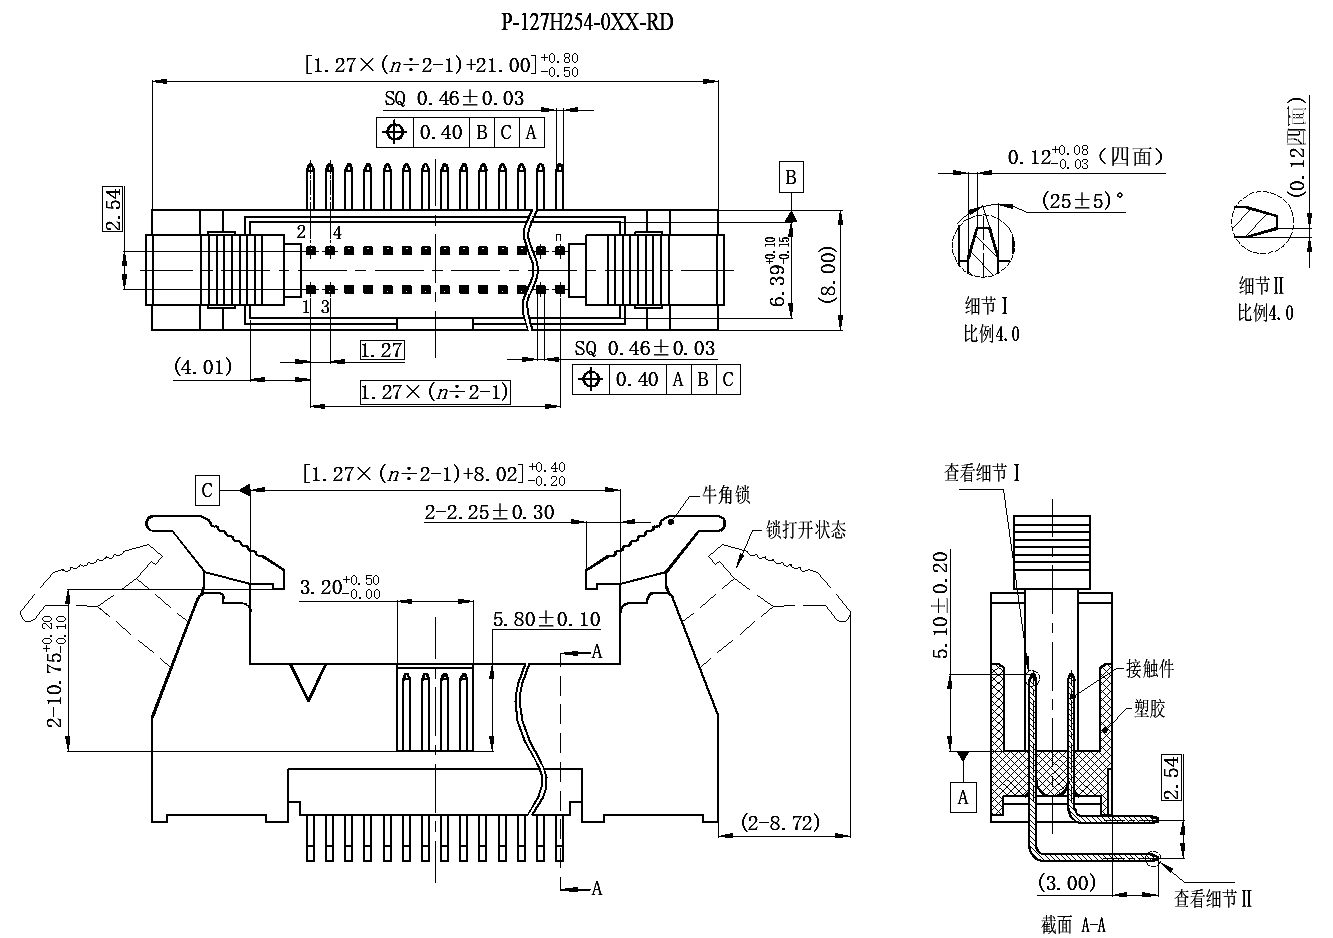 P-127H254-0XX-RD
[1.27×(n÷2-1)+21.00]+0.80 -0.50
SQ 0.46±0.03
0.40 B C A
B
2.54
2 4 n
1 3
6.39+0.10 -0.15
(8.00)
(4.01)
1.27
1.27×(n÷2-1)
SQ 0.46±0.03
0.40 A B C
0.12+0.08 -0.03(四面)
(25±5)°
细节Ⅰ
比例4.0
(0.12四面)
细节Ⅱ
比例4.0
C
[1.27×(n÷2-1)+8.02]+0.40 -0.20
2-2.25±0.30
牛角锁
锁打开状态
3.20+0.50 -0.00
5.80±0.10
2-10.75+0.20 -0.10
A
A
(2-8.72)
查看细节Ⅰ
5.10±0.20
接触件
塑胶
A
2.54
(3.00)
查看细节Ⅱ
截面 A-A